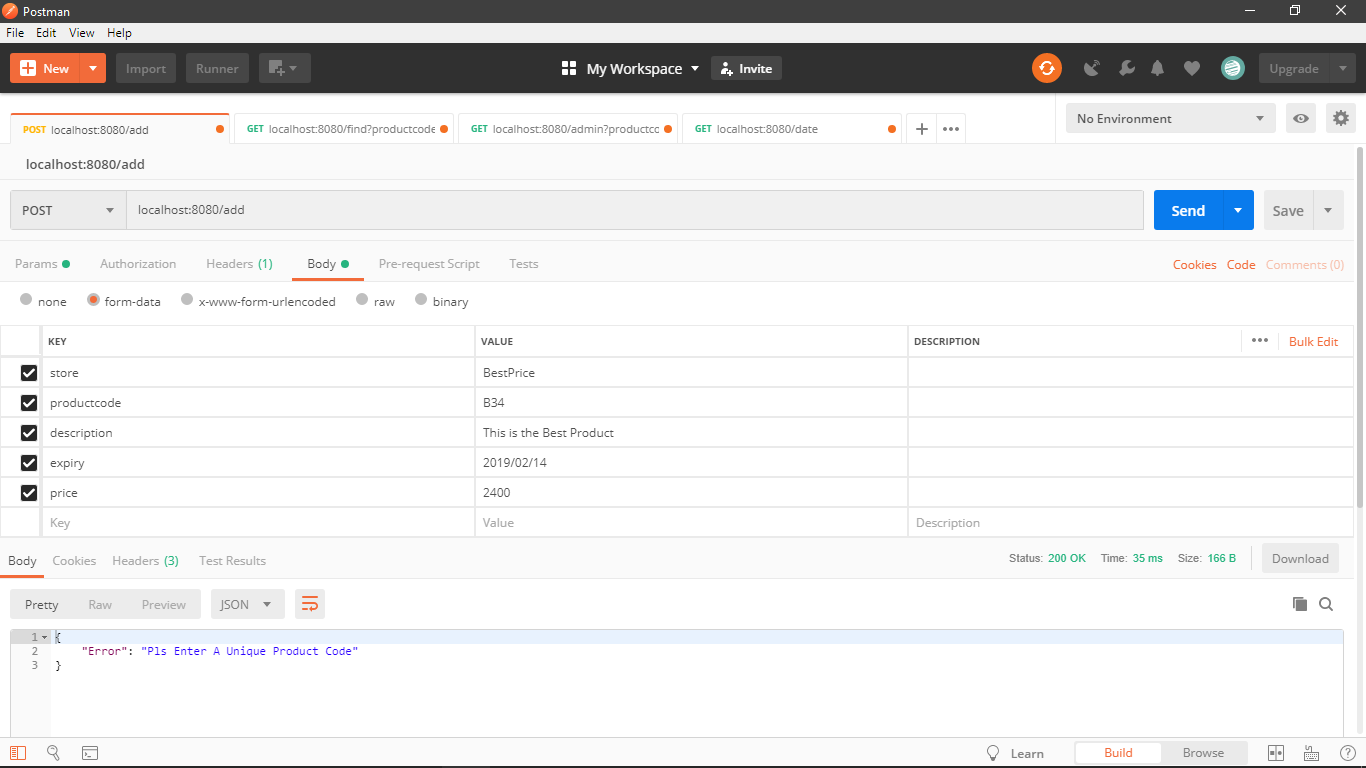 Postman
File Edit View Help
New Import Runner My Workspace Invite Upgrade
POST localhost:8080/add GET localhost:8080/find?productcode GET localhost:8080/admin?productcc GET localhost:8080/date No Environment
localhost:8080/add
POST localhost:8080/add Send Save
Params Authorization Headers (1) Body Pre-request Script Tests Cookies Code Comments (0)
none form-data x-www-form-urlencoded raw binary
KEY VALUE DESCRIPTION Bulk Edit
store BestPrice
productcode B34
description This is the Best Product
expiry 2019/02/14
price 2400
Key Value Description
Body Cookies Headers (3) Test Results Status: 200 OK Time: 35 ms Size: 166 B Download
Pretty Raw Preview JSON
1 {
2 "Error": "Pls Enter A Unique Product Code"
3 }
Learn Build Browse